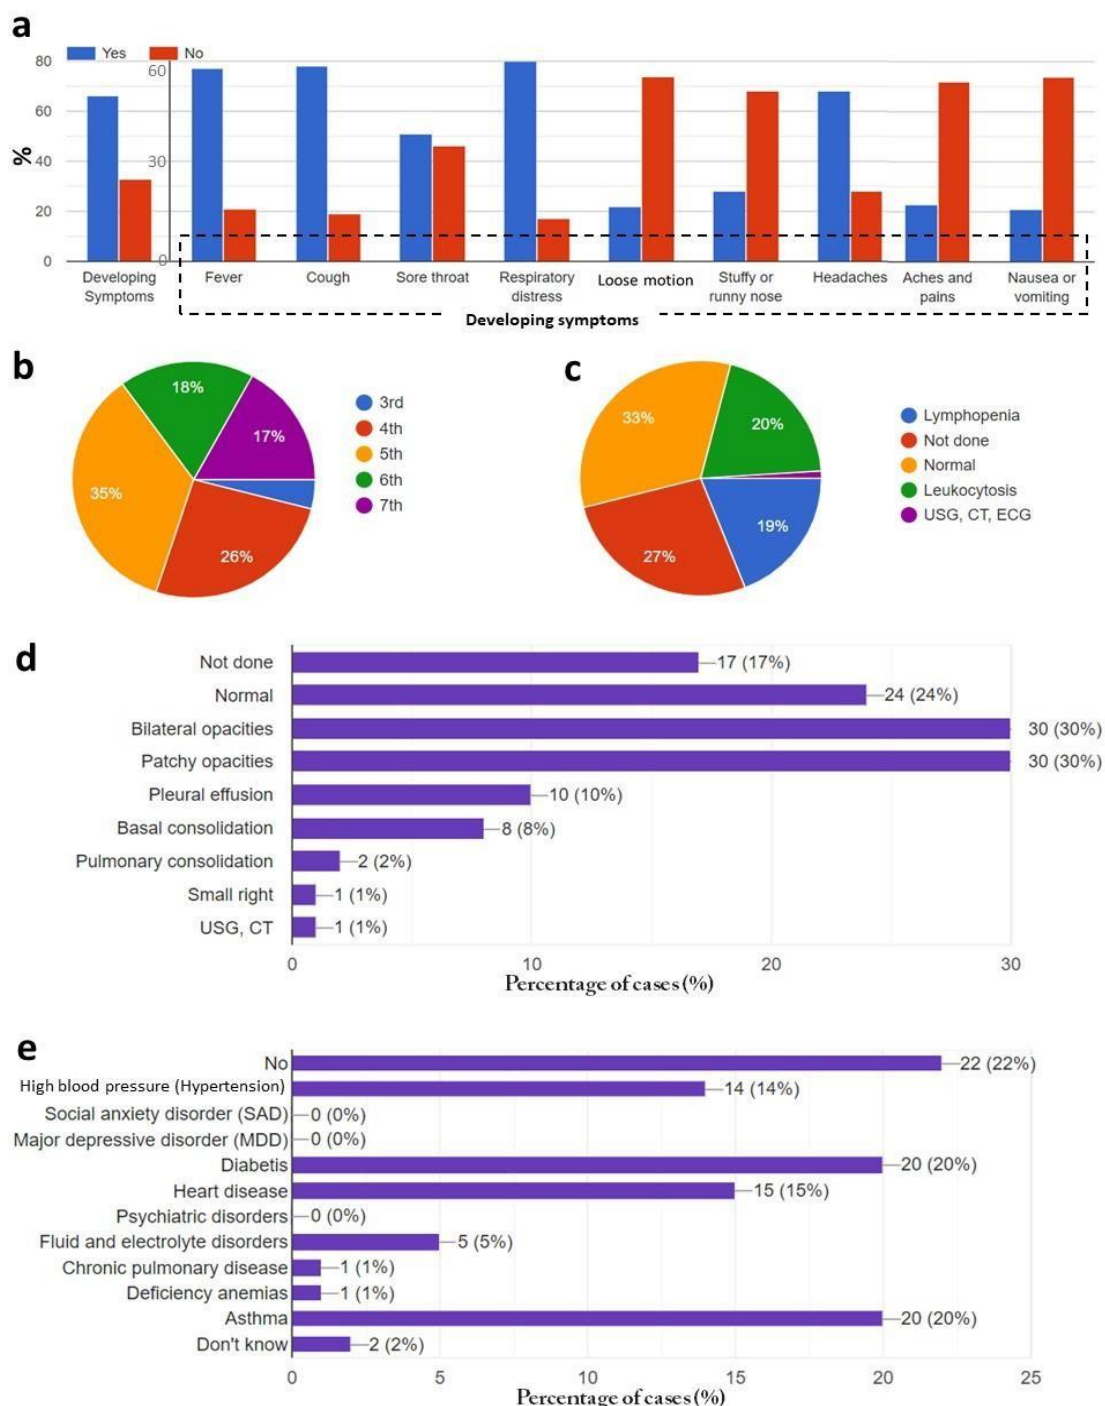 a
Yes No
80
60
40
20
0
60
30
0
%
Developing Symptoms
Fever
Cough
Sore throat
Respiratory distress
Loose motion
Stuffy or runny nose
Headaches
Aches and pains
Nausea or vomiting
Developing symptoms
b
18%
17%
35%
26%
3rd
4th
5th
6th
7th
c
33%
20%
27%
19%
Lymphopenia
Not done
Normal
Leukocytosis
USG, CT, ECG
d
Not done 17 (17%)
Normal 24 (24%)
Bilateral opacities 30 (30%)
Patchy opacities 30 (30%)
Pleural effusion 10 (10%)
Basal consolidation 8 (8%)
Pulmonary consolidation 2 (2%)
Small right 1 (1%)
USG, CT 1 (1%)
0 10 20 30
Percentage of cases (%)
e
No 22 (22%)
High blood pressure (Hypertension) 14 (14%)
Social anxiety disorder (SAD) 0 (0%)
Major depressive disorder (MDD) 0 (0%)
Diabetis 20 (20%)
Heart disease 15 (15%)
Psychiatric disorders 0 (0%)
Fluid and electrolyte disorders 5 (5%)
Chronic pulmonary disease 1 (1%)
Deficiency anemias 1 (1%)
Asthma 20 (20%)
Don't know 2 (2%)
0 5 10 15 20 25
Percentage of cases (%)